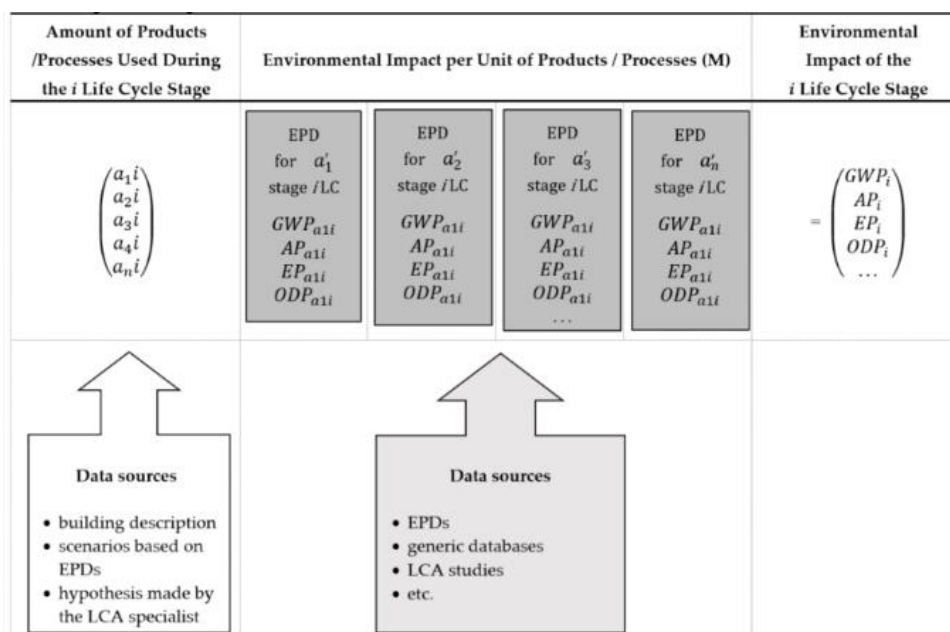 Amount of Products
/Processes Used During
the i Life Cycle Stage
Environmental Impact per Unit of Products / Processes (M)
Environmental
Impact of the
i Life Cycle Stage
a₁i
a₂i
a₃i
a₄i
aₙi
EPD
for a′₁
stage iLC
GWPₐ₁ᵢ
APₐ₁ᵢ
EPₐ₁ᵢ
ODPₐ₁ᵢ
EPD
for a′₂
stage iLC
GWPₐ₁ᵢ
APₐ₁ᵢ
EPₐ₁ᵢ
ODPₐ₁ᵢ
EPD
for a′₃
stage iLC
GWPₐ₁ᵢ
APₐ₁ᵢ
EPₐ₁ᵢ
ODPₐ₁ᵢ
...
EPD
for a′ₙ
stage iLC
GWPₐ₁ᵢ
APₐ₁ᵢ
EPₐ₁ᵢ
ODPₐ₁ᵢ
=
GWPᵢ
APᵢ
EPᵢ
ODPᵢ
...
Data sources
• building description
• scenarios based on
EPDs
• hypothesis made by
the LCA specialist
Data sources
• EPDs
• generic databases
• LCA studies
• etc.